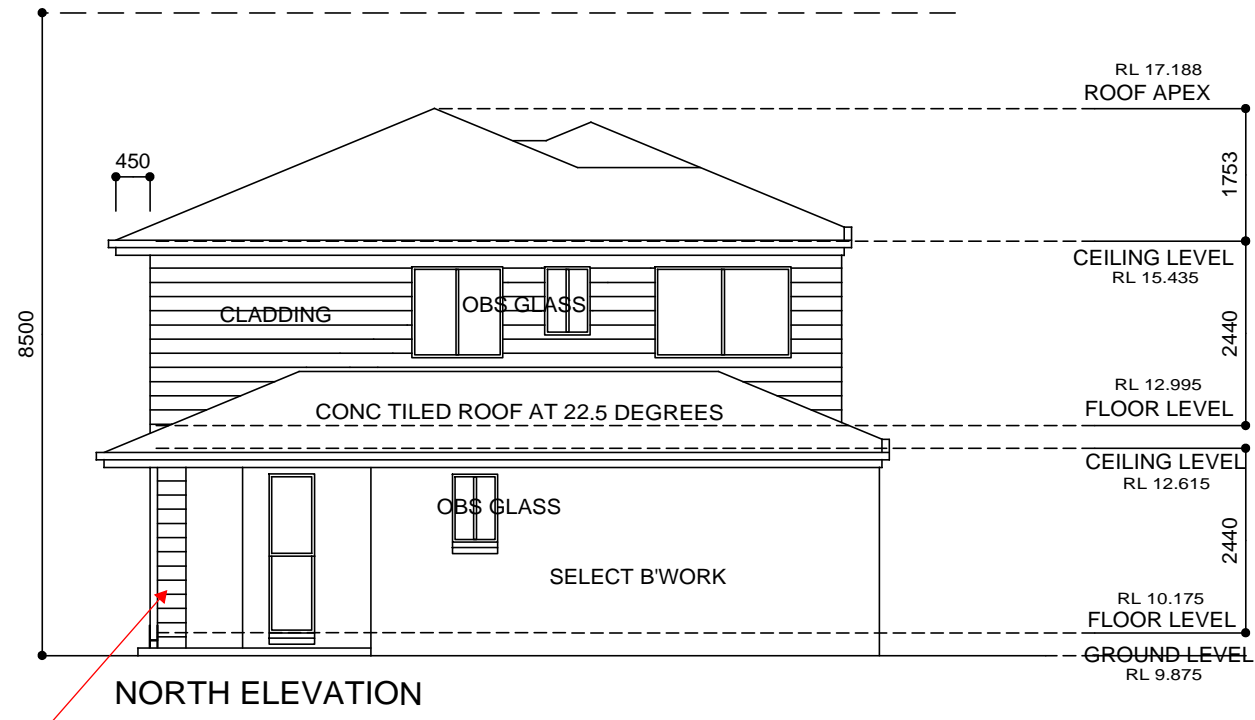 RL 17.188
ROOF APEX
450
1753
CEILING LEVEL
RL 15.435
OBS GLASS
CLADDING
8500
2440
RL 12.995
FLOOR LEVEL
CONC TILED ROOF AT 22.5 DEGREES
CEILING LEVEL
RL 12.615
OBS GLASS
2440
SELECT B'WORK
RL 10.175
FLOOR LEVEL
GROUND LEVEL
RL 9.875
NORTH ELEVATION